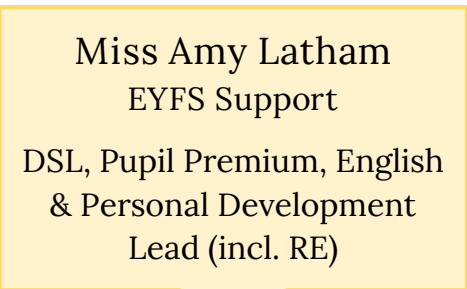 Miss Amy Latham
EYFS Support
DSL, Pupil Premium, English
& Personal Development
Lead (incl. RE)